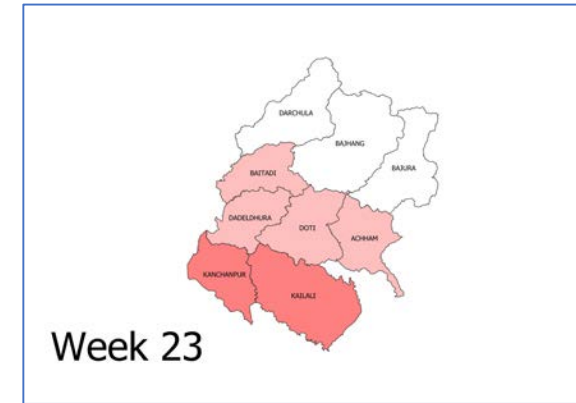 DARCHULA
BAJHANG
BAJURA
BAITADI
DADELDHURA
DOTI
ACHHAM
KANCHANPUR
KAILALI
Week 23